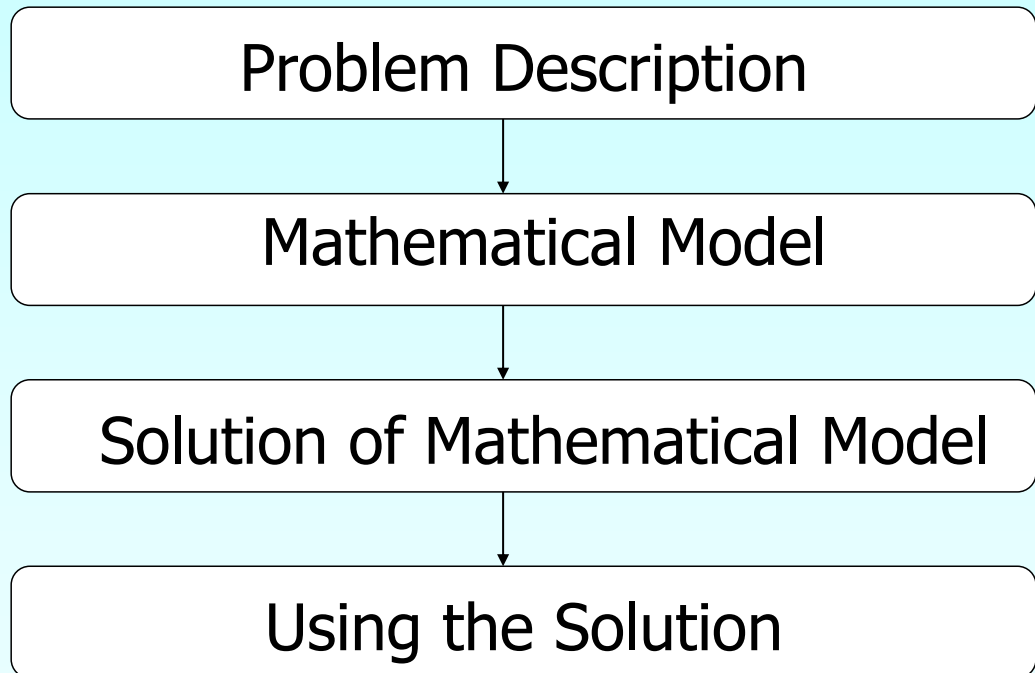 Problem Description
Mathematical Model
Solution of Mathematical Model
Using the Solution